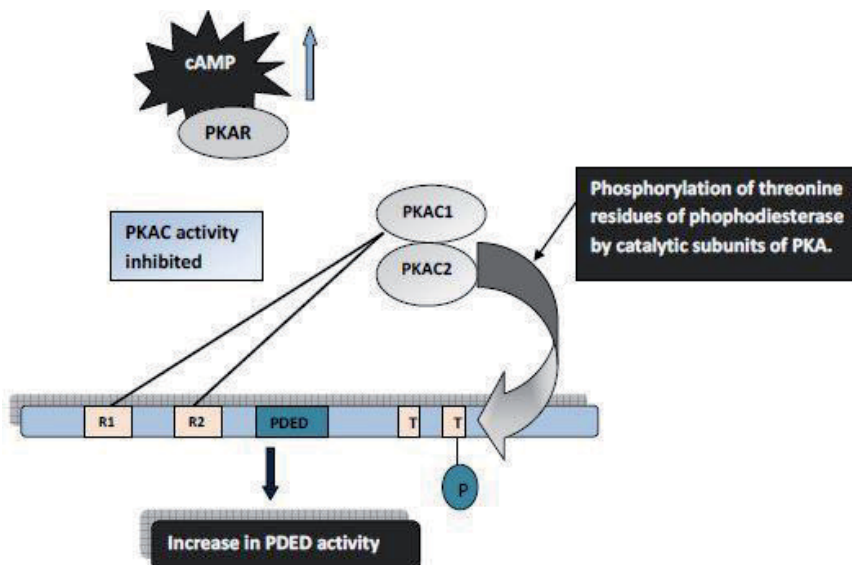 cAMP
PKAR
PKAC activity
inhibited
PKAC1
PKAC2
Phosphorylation of threonine
residues of phophodiesterase
by catalytic subunits of PKA.
R1
R2
PDED
T
T
P
Increase in PDED activity